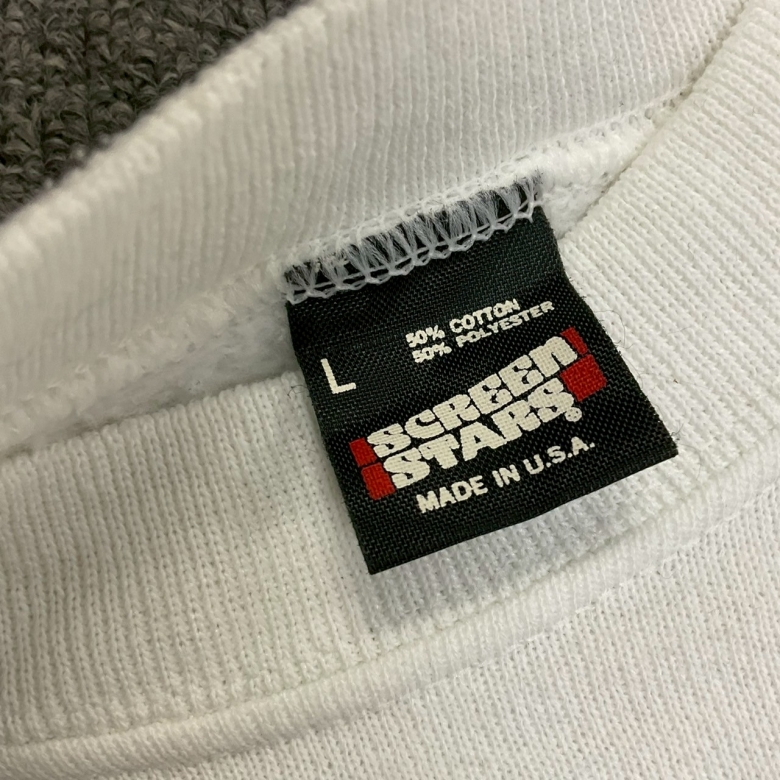 50% COTTON
50% POLYESTER
L
SCREEN
STARS®
MADE IN U.S.A.